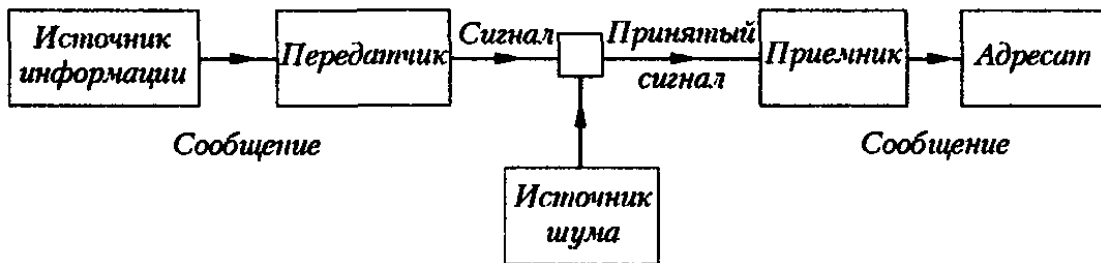 Источник
информации
Передатчик
Сигнал
Принятый
сигнал
Приемник
Адресат
Сообщение
Сообщение
Источник
шума